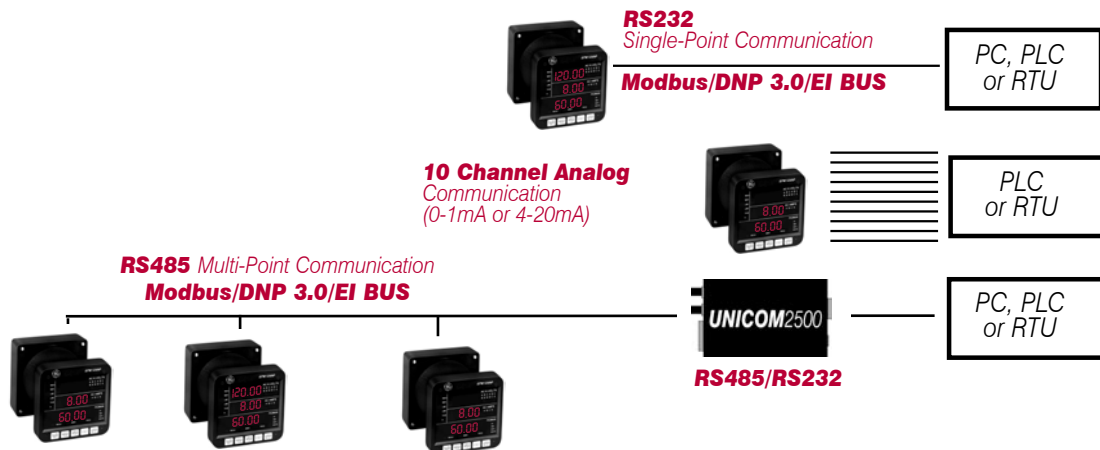 RS232
Single-Point Communication
Modbus/DNP 3.0/EI BUS
PC, PLC
or RTU
120.00
8.00
60.00
10 Channel Analog
Communication
(0-1mA or 4-20mA)
8.00
60.00
PLC
or RTU
RS485 Multi-Point Communication
Modbus/DNP 3.0/EI BUS
UNICOM2500
RS485/RS232
PC, PLC
or RTU
8.00
60.00
120.00
8.00
60.00
8.00
60.00